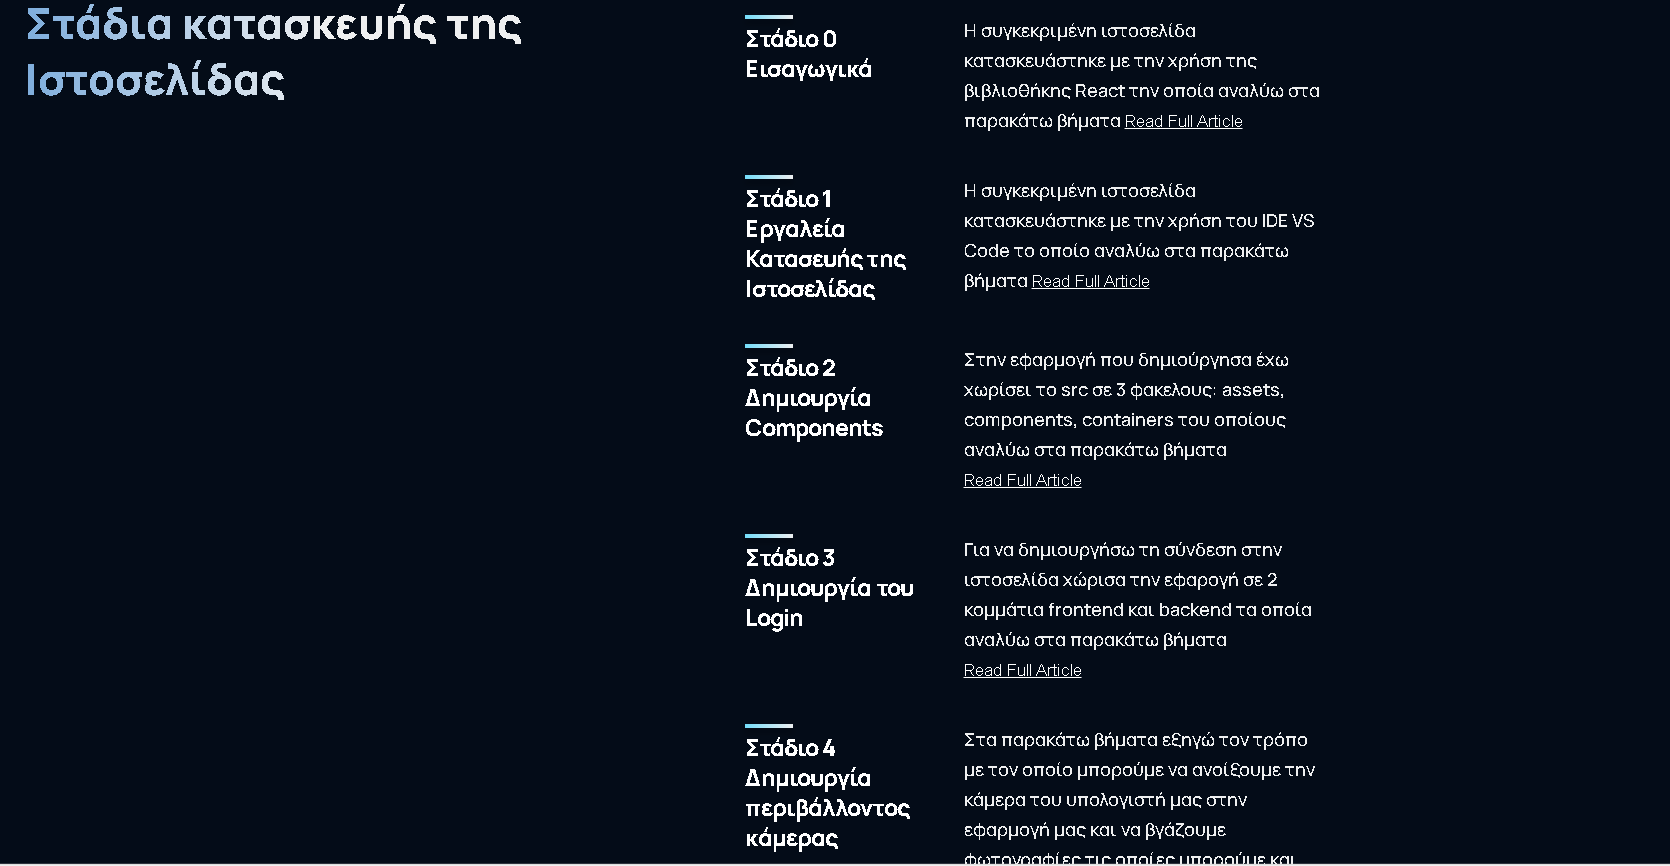 Στάδια κατασκευής της
Ιστοσελίδας
Στάδιο 0
Εισαγωγικά
Η συγκεκριμένη ιστοσελίδα
κατασκευάστηκε με την χρήση της
βιβλιοθήκης React την οποία αναλύω στα
παρακάτω βήματα Read Full Article
Στάδιο 1
Εργαλεία
Κατασευής της
Ιστοσελίδας
Η συγκεκριμένη ιστοσελίδα
κατασκευάστηκε με την χρήση του IDE VS
Code το οποίο αναλύω στα παρακάτω
βήματα Read Full Article
Στάδιο 2
Δημιουργία
Components
Στην εφαρμογή που δημιούργησα έχω
χωρίσει το src σε 3 φακελους: assets,
components, containers του οποίους
αναλύω στα παρακάτω βήματα
Read Full Article
Στάδιο 3
Δημιουργία του
Login
Για να δημιουργήσω τη σύνδεση στην
ιστοσελίδα χώρισα την εφαρογή σε 2
κομμάτια frontend και backend τα οποία
αναλύω στα παρακάτω βήματα
Read Full Article
Στάδιο 4
Δημιουργία
περιβάλλοντος
κάμερας
Στα παρακάτω βήματα εξηγώ τον τρόπο
με τον οποίο μπορούμε να ανοίξουμε την
κάμερα του υπολογιστή μας στην
εφαρμογή μας και να βγάζουμε
φωτογραφίες τις οποίες μπορούμε και